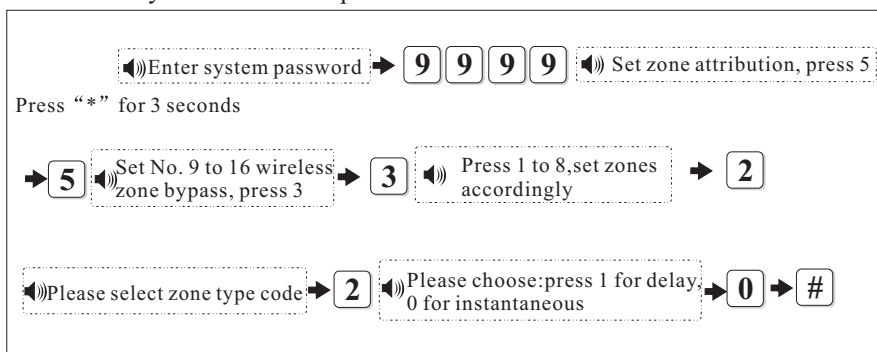 Enter system password 9 9 9 9 Set zone attribution, press 5
Press “*” for 3 seconds
5 Set No. 9 to 16 wireless
zone bypass, press 3
3 Press 1 to 8,set zones
accordingly
2
Please select zone type code 2 Please choose:press 1 for delay,
0 for instantaneous
0 #